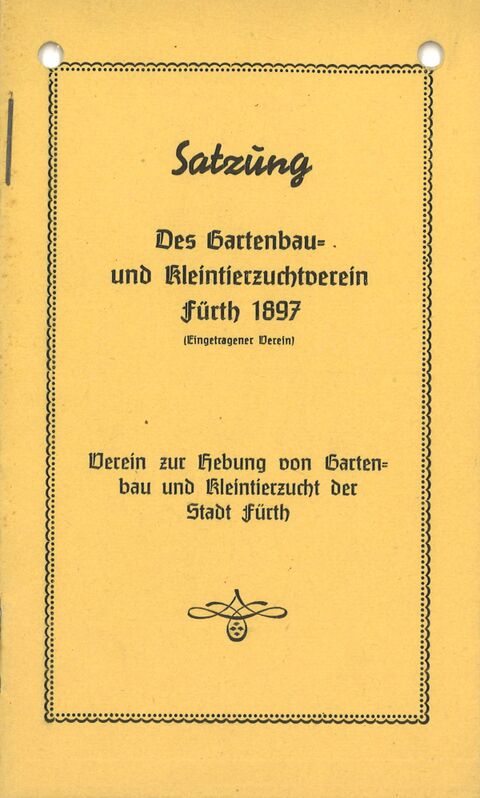 Satzung
Des Gartenbau-
und Kleintierzuchtverein
Fürth 1897
(Eingetragener Verein)
Verein zur Hebung von Garten-
bau und Kleintierzucht der
Stadt Fürth